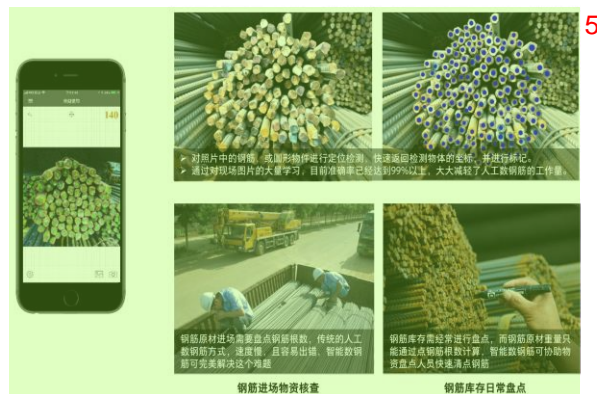 5
140
➢ 对照片中的钢筋、或圆形物件进行定位检测，快速返回检测物体的坐标，并进行标记。
➢ 通过对现场图片的大量学习，目前准确率已经达到99%以上，大大减轻了人工数钢筋的工作量。
钢筋原材进场需要盘点钢筋根数，传统的人工
数钢筋方式，速度慢，且容易出错，智能数钢
筋可完美解决这个难题
钢筋库存需经常进行盘点，而钢筋原材重量只
能通过点钢筋根数计算，智能数钢筋可协助物
资盘点人员快速清点钢筋
钢筋进场物资核查
钢筋库存日常盘点